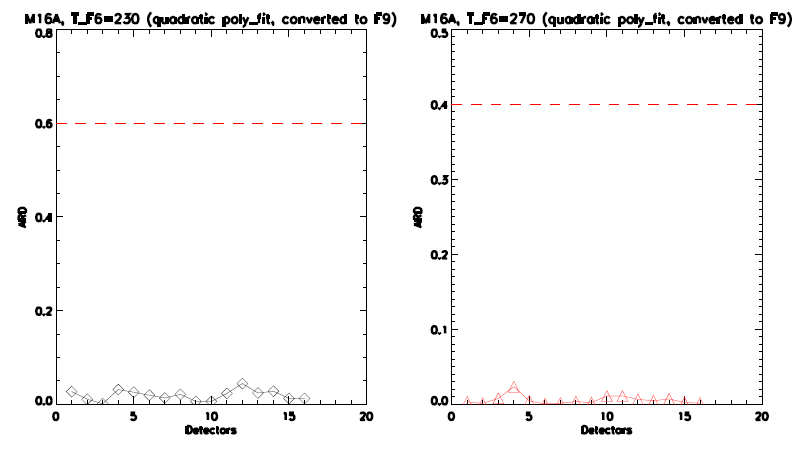 M16A, T_F6=230 (quadratic poly_fit, converted to F9)
M16A, T_F6=270 (quadratic poly_fit, converted to F9)
0.8
0.6
0.4
0.2
0.0
ARD
0 5 10 15 20
Detectors
0.5
0.4
0.3
0.2
0.1
0.0
ARD
0 5 10 15 20
Detectors